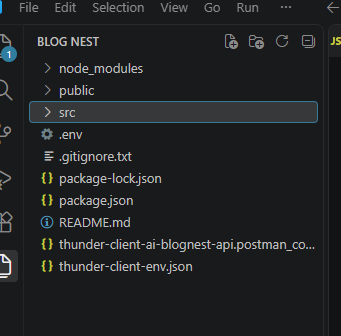 File Edit Selection View Go Run ···
BLOG NEST
node_modules
public
src
.env
.gitignore.txt
package-lock.json
package.json
README.md
thunder-client-ai-blognest-api.postman_co...
thunder-client-env.json
1
JS